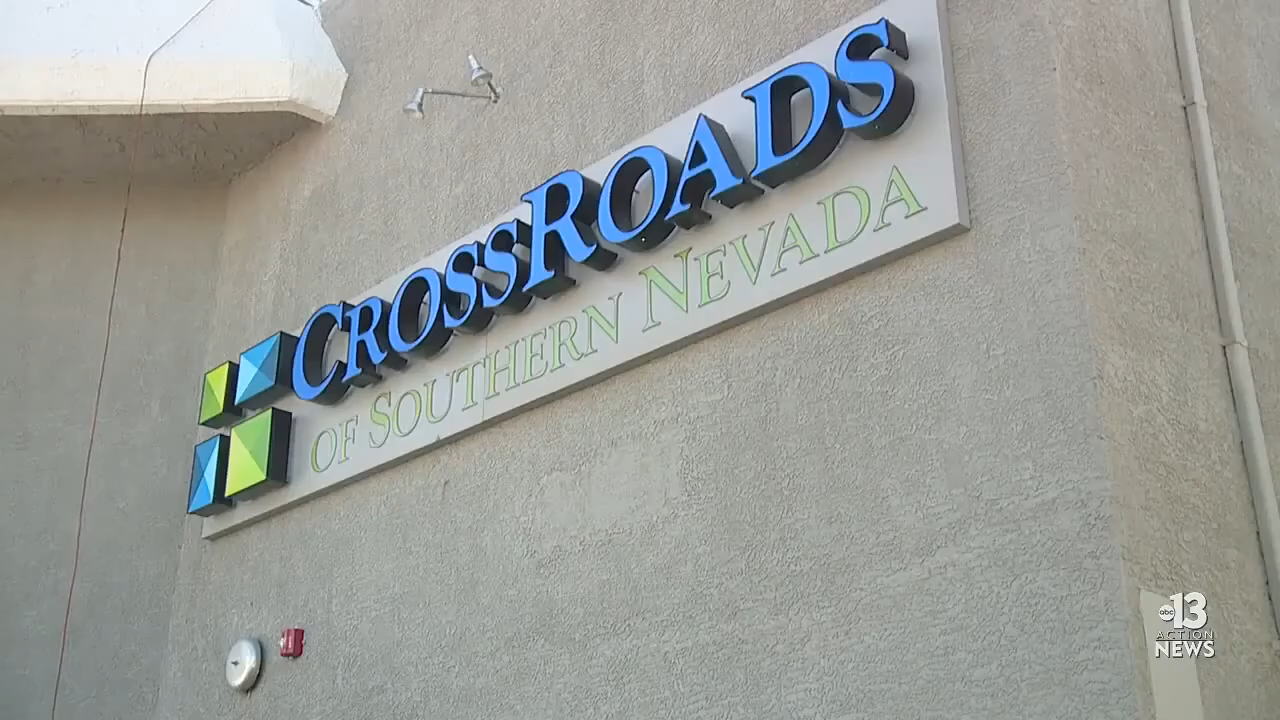 CROSSROADS
OF SOUTHERN NEVADA
abc 13
ACTION
NEWS